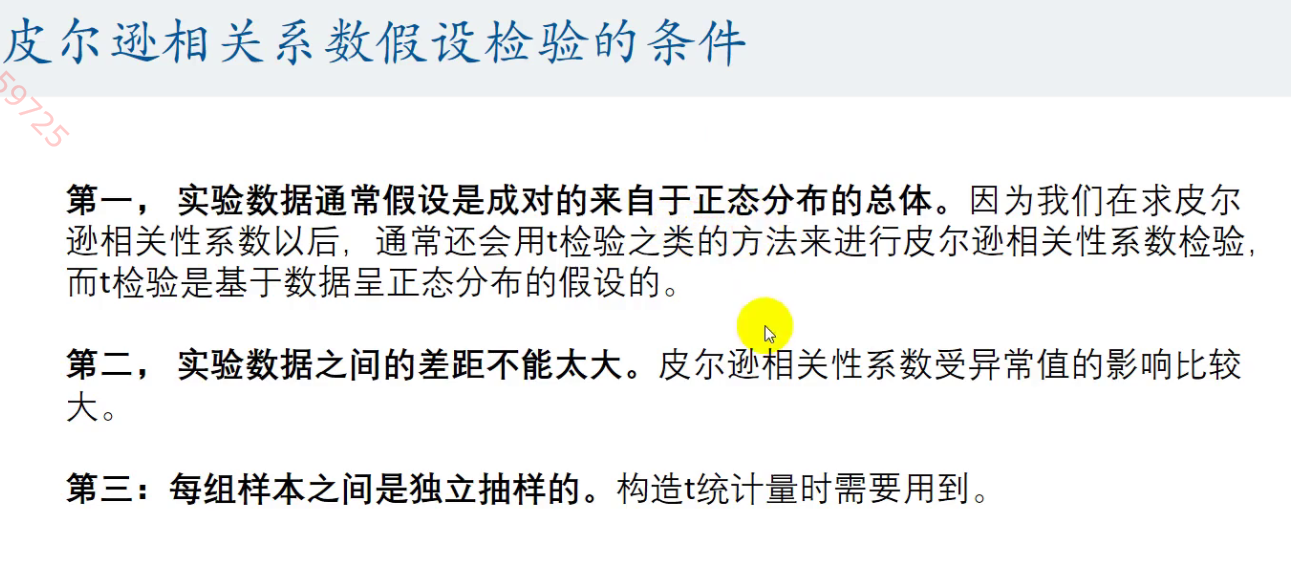 皮尔逊相关系数假设检验的条件
59725
第一， 实验数据通常假设是成对的来自于正态分布的总体。因为我们在求皮尔
逊相关性系数以后，通常还会用t检验之类的方法来进行皮尔逊相关性系数检验，
而t检验是基于数据呈正态分布的假设的。
第二， 实验数据之间的差距不能太大。皮尔逊相关性系数受异常值的影响比较
大。
第三：每组样本之间是独立抽样的。构造t统计量时需要用到。